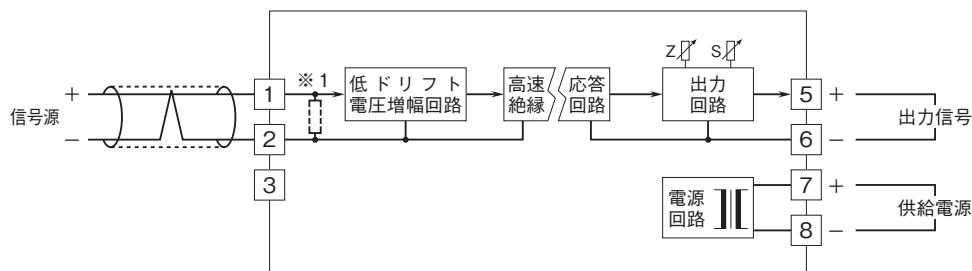 信号源
+
−
1
2
3
※1
低ドリフト
電圧増幅回路
高速
絶縁
応答
回路
Z
S
出力
回路
5
+
6
−
出力信号
電源
回路
7
+
8
−
供給電源